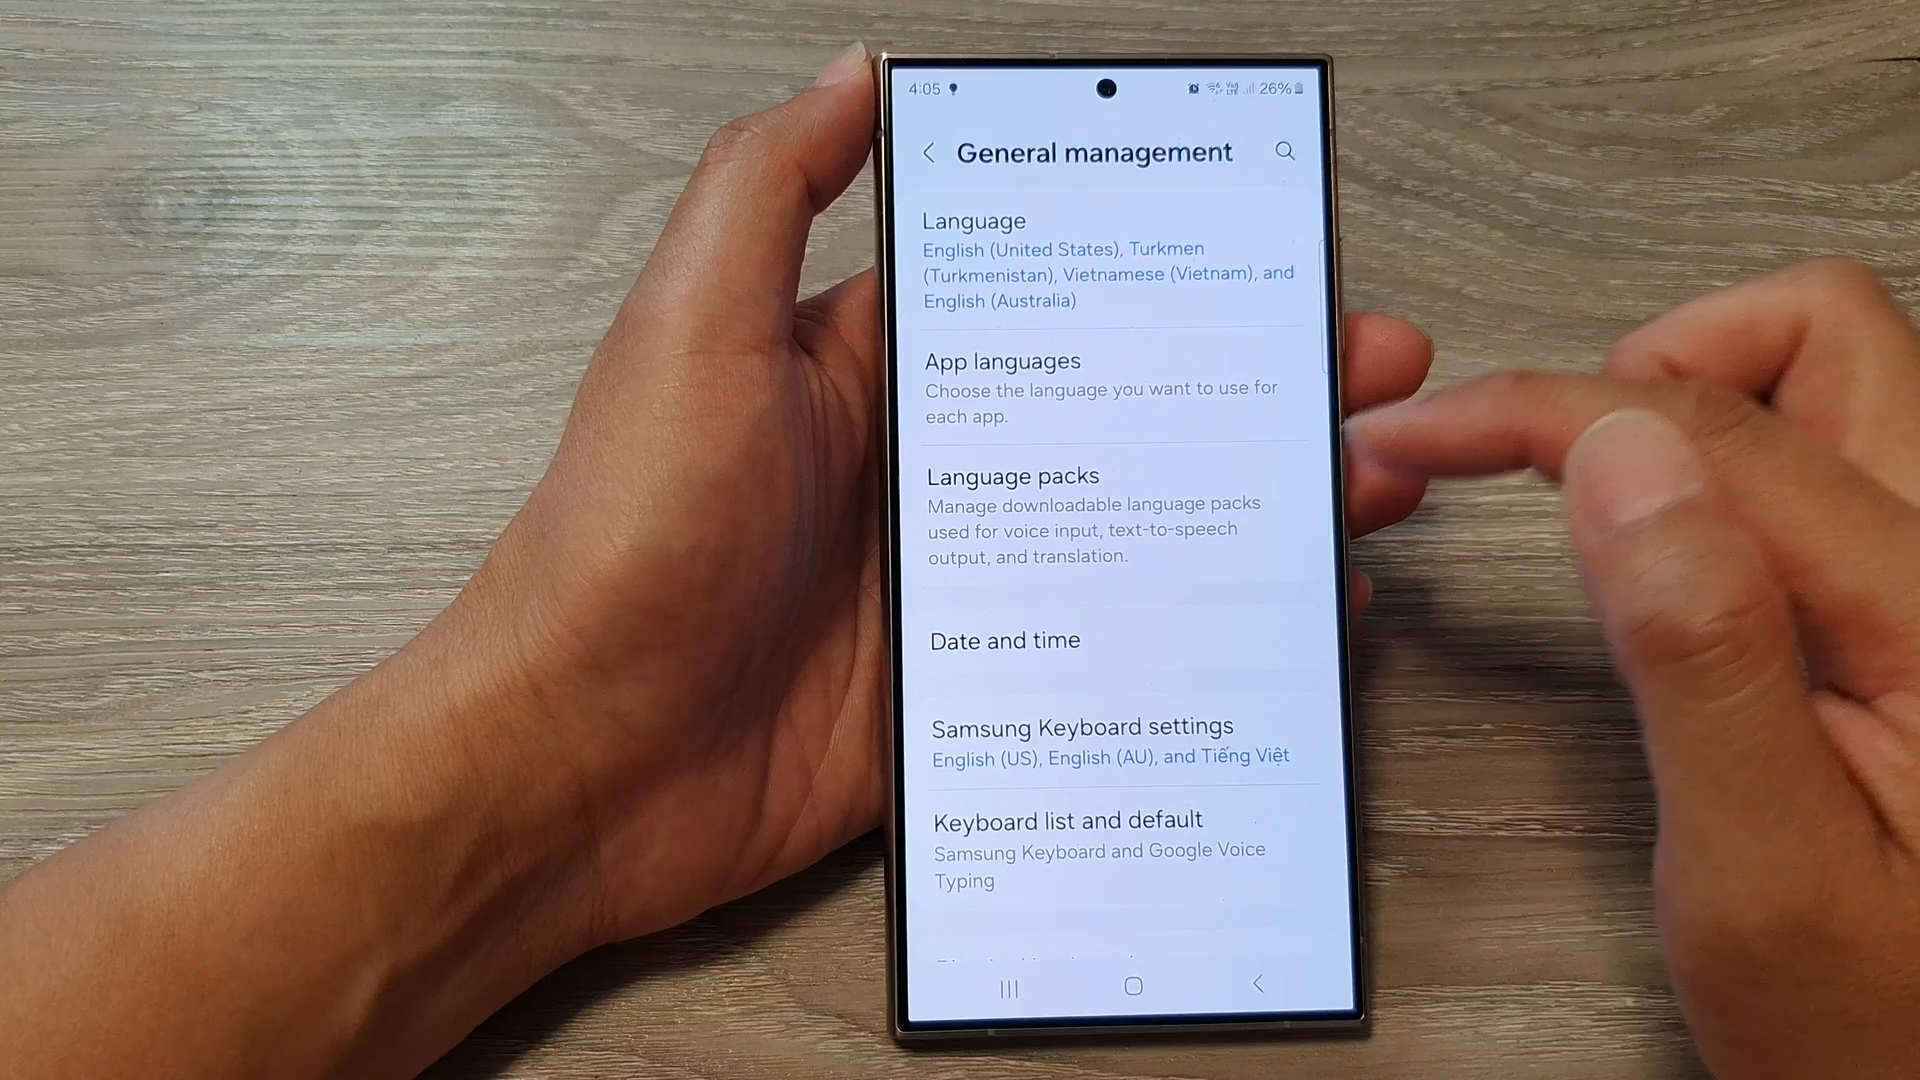 4:05
Vo)) LTE 26%
General management
Language
English (United States), Turkmen
(Turkmenistan), Vietnamese (Vietnam), and
English (Australia)
App languages
Choose the language you want to use for
each app.
Language packs
Manage downloadable language packs
used for voice input, text-to-speech
output, and translation.
Date and time
Samsung Keyboard settings
English (US), English (AU), and Tiếng Việt
Keyboard list and default
Samsung Keyboard and Google Voice
Typing